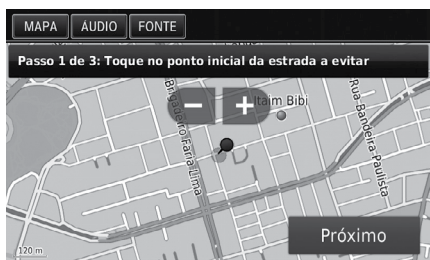 MAPA
ÁUDIO
FONTE
Passo 1 de 3: Toque no ponto inicial da estrada a evitar
Itaim Bibi
Brigadeiro Faria Lima
Rua Bandeira Paulista
Próximo
120 m